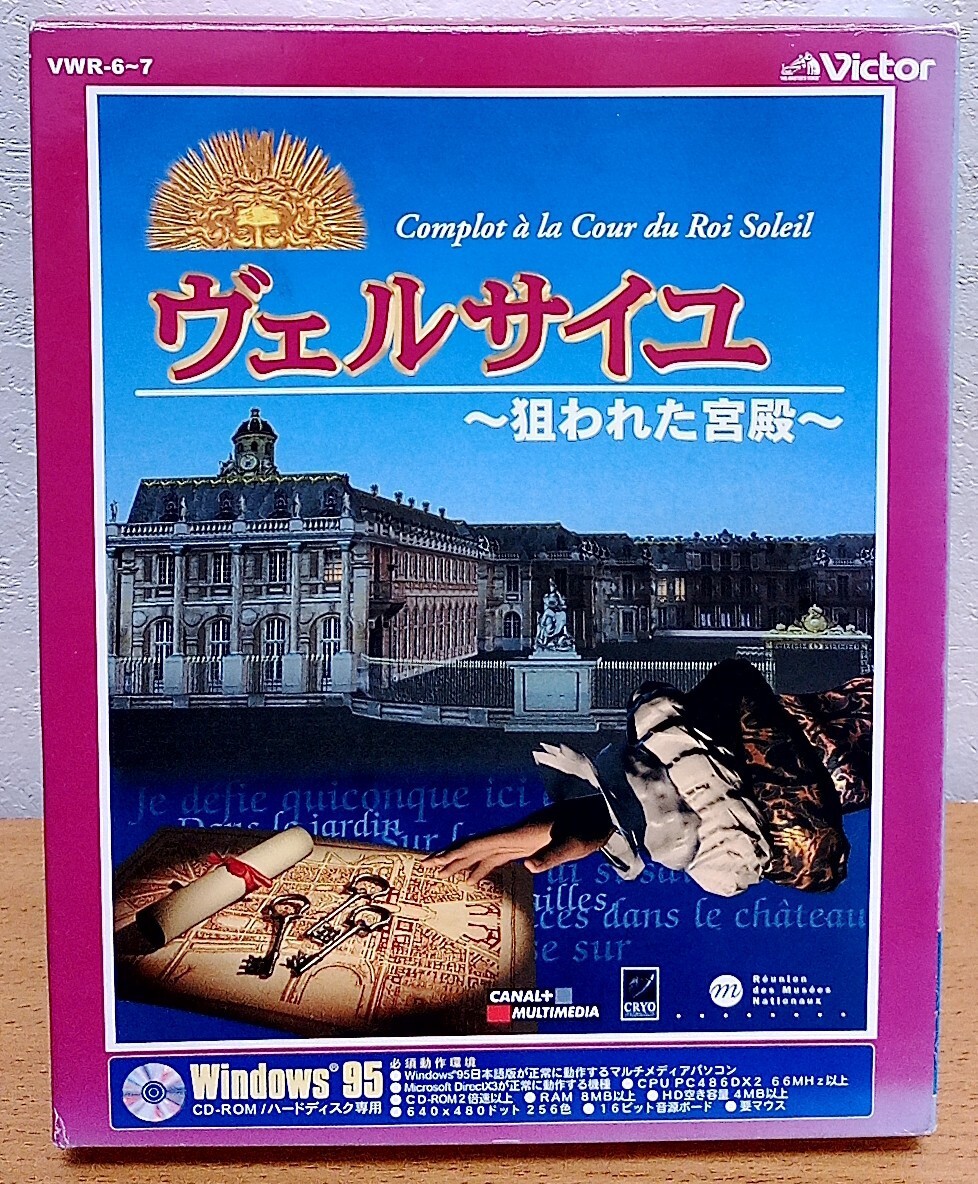 VWR-6~7
Victor
Complot à la Cour du Roi Soleil
ヴェルサイユ
〜狙われた宮殿〜
Je défie quiconque ici
Dans le jardin
Sur
ailles
dans le château
se sur
CANAL+
MULTIMEDIA
CRYO
m
Réunion
des Musées
Nationaux
Windows® 95
CD-ROM/ハードディスク専用
必須動作環境
●Windows®95日本語版が正常に動作するマルチメディアパソコン
●Microsoft DirectX3が正常に動作する機種 ●CPU PC486DX2 66MHz以上
●CD-ROM2倍速以上 ●RAM 8MB以上 ●HD空き容量 4MB以上
●640×480ドット 256色 ●16ビット音源ボード ●要マウス